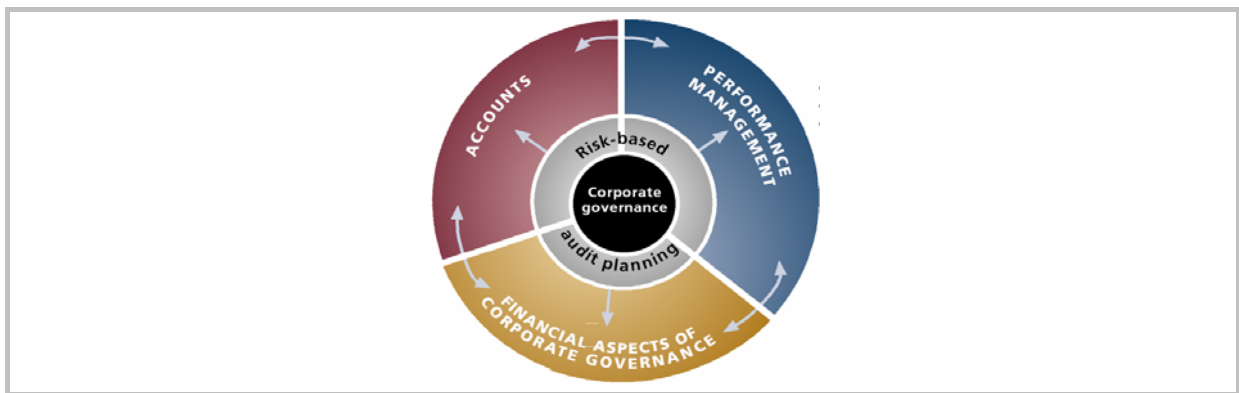 ACCOUNTS
PERFORMANCE
MANAGEMENT
Risk-based
Corporate
governance
audit planning
FINANCIAL ASPECTS OF
CORPORATE GOVERNANCE